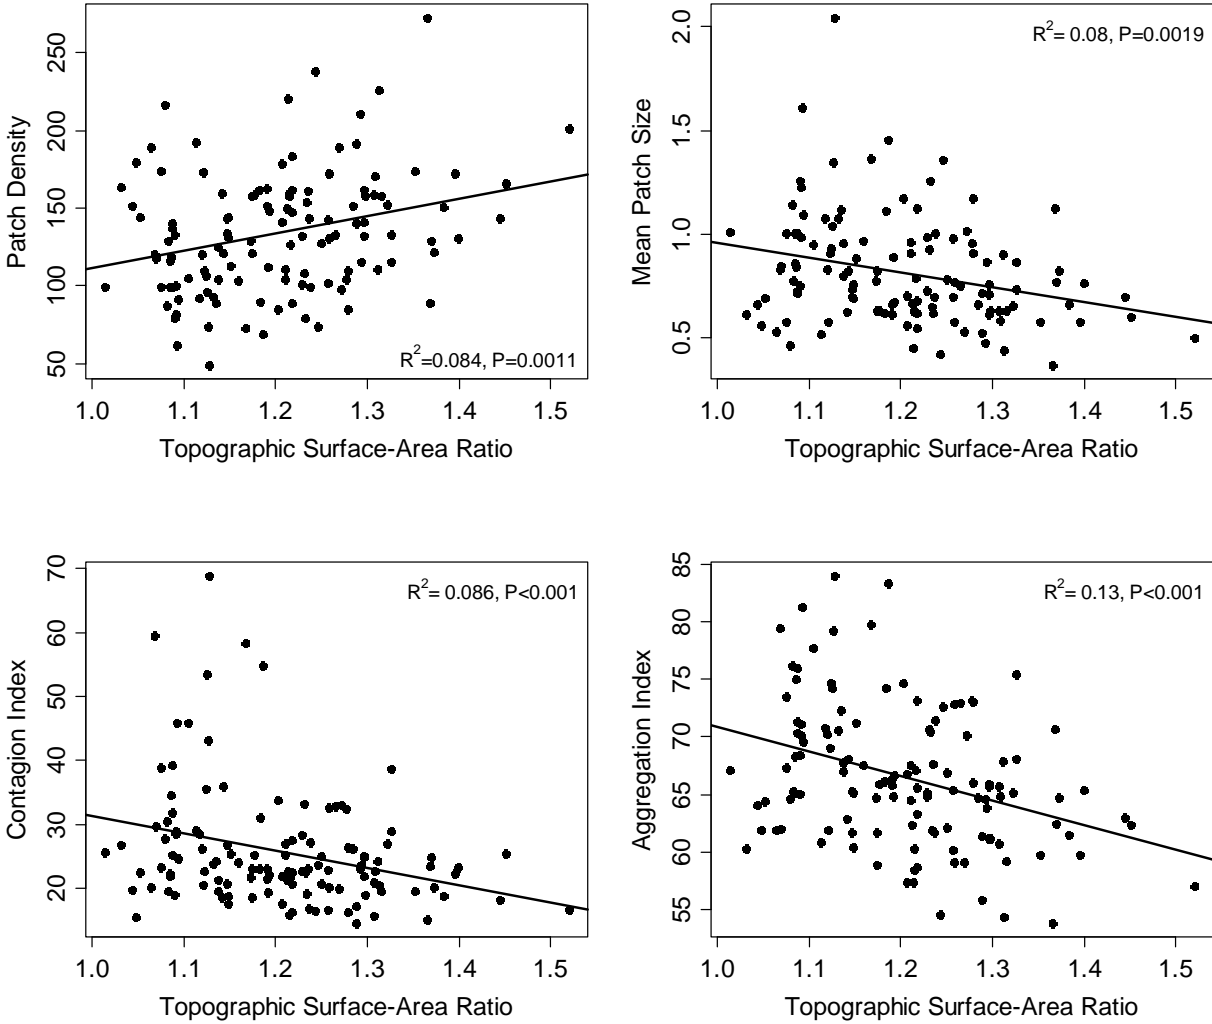 Patch Density
250
200
150
100
50
R²=0.084, P=0.0011
1.0 1.1 1.2 1.3 1.4 1.5
Topographic Surface-Area Ratio
Mean Patch Size
2.0
1.5
1.0
0.5
R²= 0.08, P=0.0019
1.0 1.1 1.2 1.3 1.4 1.5
Topographic Surface-Area Ratio
Contagion Index
70
60
50
40
30
20
R²= 0.086, P<0.001
1.0 1.1 1.2 1.3 1.4 1.5
Topographic Surface-Area Ratio
Aggregation Index
85
80
75
70
65
60
55
R²= 0.13, P<0.001
1.0 1.1 1.2 1.3 1.4 1.5
Topographic Surface-Area Ratio